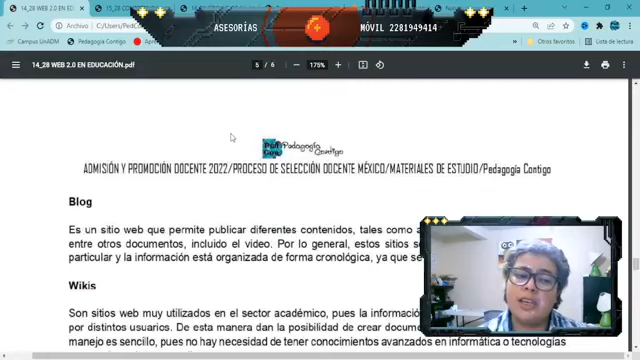 14_28 WEB 2.0 EN E
ASESORÍAS
MÓVIL 2281949414
Archivo
C:/Users/Ped
Campus UnADM
Pedagogía Contigo
Otros favoritos
Lista de lectura
14_28 WEB 2.0 EN EDUCACIÓN.pdf
5 / 6
175%
Pedagogía
Contigo
ADMISIÓN Y PROMOCIÓN DOCENTE 2022/PROCESO DE SELECCIÓN DOCENTE MÉXICO/MATERIALES DE ESTUDIO/Pedagogía Contigo
Blog
Es un sitio web que permite publicar diferentes contenidos, tales como a
entre otros documentos, incluido el video. Por lo general, estos sitios s
particular y la información está organizada de forma cronológica, ya que se
Wikis
Son sitios web muy utilizados en el sector académico, pues la informació
por distintos usuarios. De esta manera dan la posibilidad de crear docume
manejo es sencillo, pues no hay necesidad de tener conocimientos avanzados en informática o tecnologías